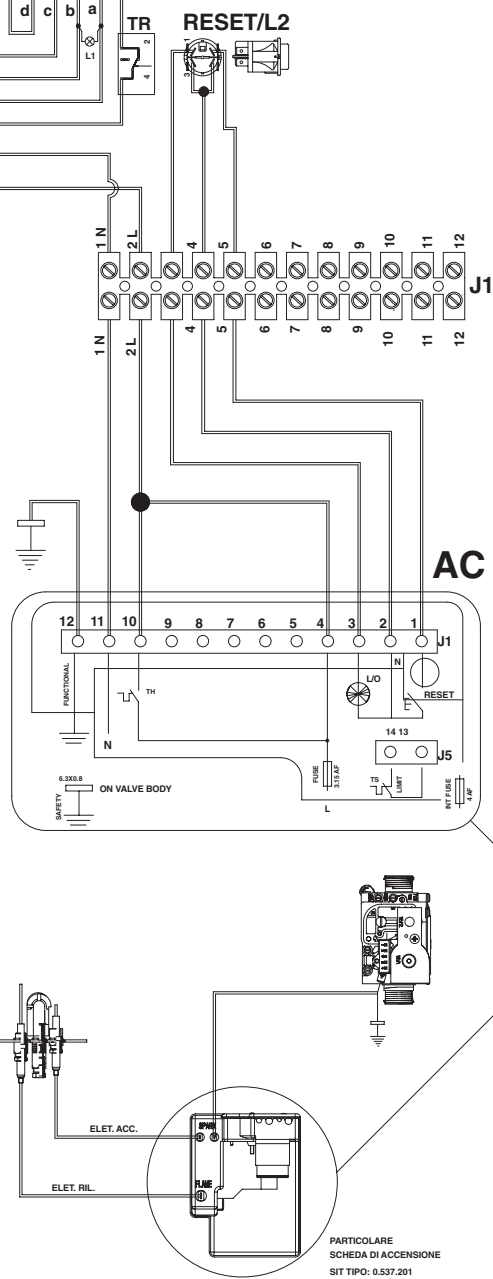 d c b a
L1
TR
2
4
RESET/L2
1
3
1 N 2 L 4 5 6 7 8 9 10 11 12
J1
1 N 2 L 4 5 6 7 8 9 10 11 12
AC
12 11 10 9 8 7 6 5 4 3 2 1
J1
FUNCTIONAL
N
TH
L/O
N
RESET
14 13
J5
FUSE
3.15 AF
TS
LIMIT
INT FUSE
4 AF
L
6.3X0.8
SAFETY
ON VALVE BODY
ELET. ACC.
SPARK
ELET. RIL.
FLAME
PARTICOLARE
SCHEDA DI ACCENSIONE
SIT TIPO: 0.537.201